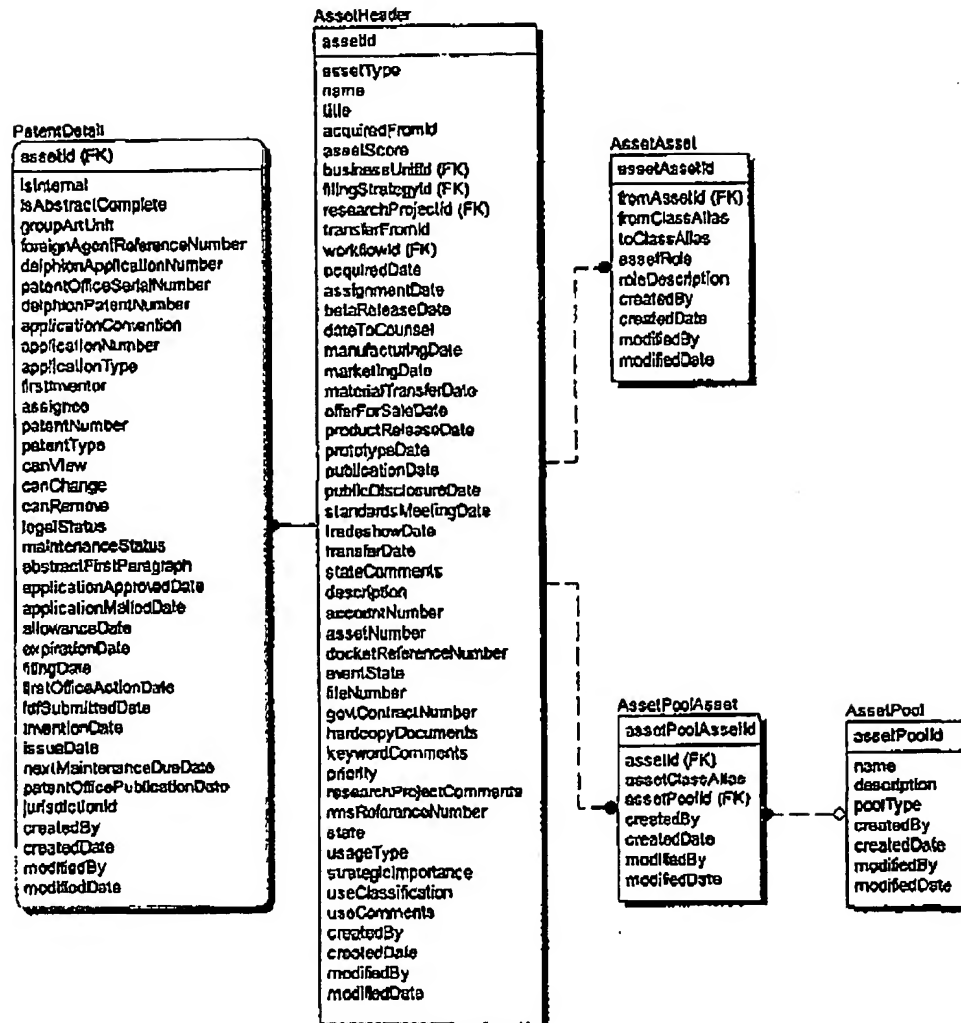 AssetHeader
assetId
assetType
name
title
acquiredFromId
assetScore
businessUnitId (FK)
filingStrategyId (FK)
researchProjectId (FK)
transferFromId
workflowId (FK)
acquiredDate
assignmentDate
betaReleaseDate
dateToCounsel
manufacturingDate
marketingDate
materialTransferDate
offerForSaleDate
productReleaseDate
prototypeDate
publicationDate
publicDisclosureDate
standardsMeetingDate
tradeshowDate
transferDate
stateComments
description
accountNumber
assetNumber
docketReferenceNumber
eventState
fileNumber
govtContractNumber
hardcopyDocuments
keywordComments
priority
researchProjectComments
rmsReferenceNumber
state
usageType
strategicImportance
useClassification
useComments
createdBy
createdDate
modifiedBy
modifiedDate
PatentDetail
assetId (FK)
isInternal
isAbstractComplete
groupArtUnit
foreignAgentReferenceNumber
delphionApplicationNumber
patentOfficeSerialNumber
delphionPatentNumber
applicationConvention
applicationNumber
applicationType
firstInventor
assignee
patentNumber
patentType
canView
canChange
canRemove
legalStatus
maintenanceStatus
abstractFirstParagraph
applicationApprovedDate
applicationMailedDate
allowanceDate
expirationDate
filingDate
firstOfficeActionDate
inventionDate
issueDate
nextMaintenanceDueDate
patentOfficePublicationDate
jurisdictionId
createdBy
createdDate
modifiedBy
modifiedDate
AssetAsset
assetAssetId
fromAssetId (FK)
fromClassAlias
toClassAlias
assetRole
roleDescription
createdBy
createdDate
modifiedBy
modifiedDate
AssetPoolAsset
assetPoolAssetId
assetId (FK)
assetClassAlias
assetPoolId (FK)
createdBy
createdDate
modifiedBy
modifiedDate
AssetPool
assetPoolId
name
description
poolType
createdBy
createdDate
modifiedBy
modifiedDate